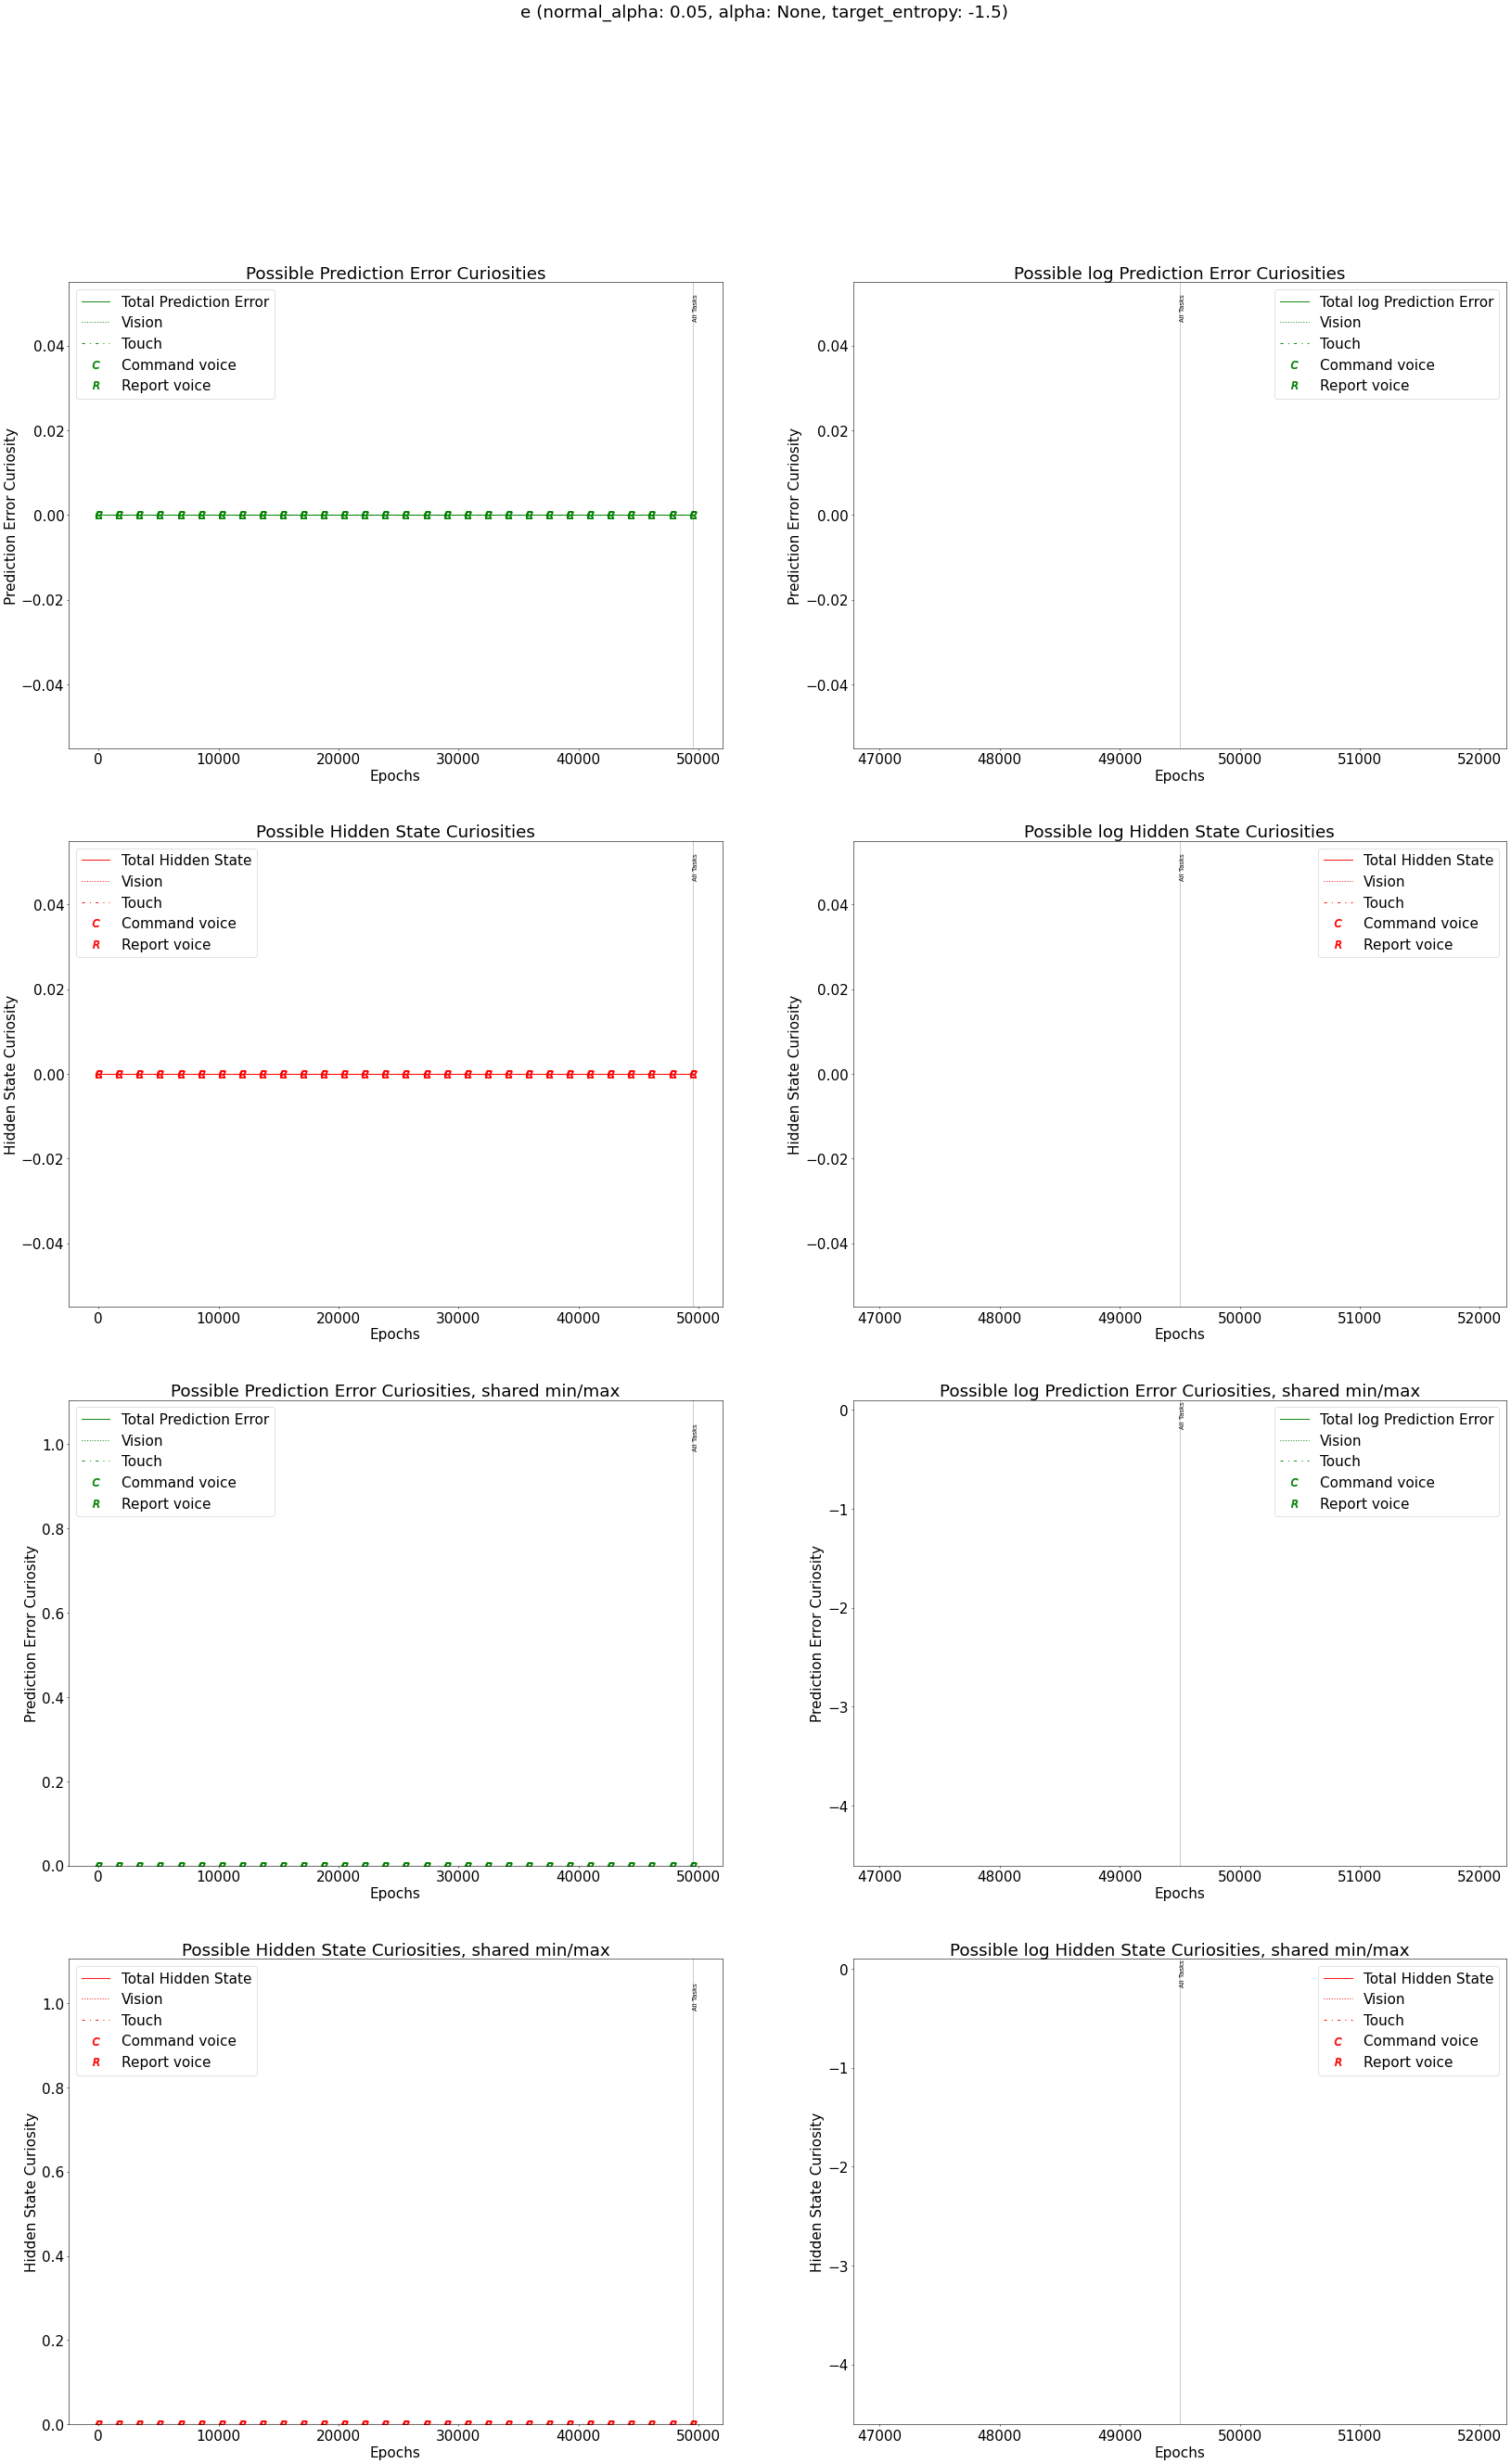 e (normal_alpha: 0.05, alpha: None, target_entropy: -1.5)
Possible Prediction Error Curiosities
Total Prediction Error
Vision
Touch
C Command voice
R Report voice
All Tasks
0.04
0.02
0.00
−0.02
−0.04
Prediction Error Curiosity
0 10000 20000 30000 40000 50000
Epochs
Possible log Prediction Error Curiosities
Total log Prediction Error
Vision
Touch
C Command voice
R Report voice
All Tasks
0.04
0.02
0.00
−0.02
−0.04
Prediction Error Curiosity
47000 48000 49000 50000 51000 52000
Epochs
Possible Hidden State Curiosities
Total Hidden State
Vision
Touch
C Command voice
R Report voice
All Tasks
0.04
0.02
0.00
−0.02
−0.04
Hidden State Curiosity
0 10000 20000 30000 40000 50000
Epochs
Possible log Hidden State Curiosities
Total Hidden State
Vision
Touch
C Command voice
R Report voice
All Tasks
0.04
0.02
0.00
−0.02
−0.04
Hidden State Curiosity
47000 48000 49000 50000 51000 52000
Epochs
Possible Prediction Error Curiosities, shared min/max
Total Prediction Error
Vision
Touch
C Command voice
R Report voice
All Tasks
1.0
0.8
0.6
0.4
0.2
0.0
Prediction Error Curiosity
0 10000 20000 30000 40000 50000
Epochs
Possible log Prediction Error Curiosities, shared min/max
Total log Prediction Error
Vision
Touch
C Command voice
R Report voice
All Tasks
0
−1
−2
−3
−4
Prediction Error Curiosity
47000 48000 49000 50000 51000 52000
Epochs
Possible Hidden State Curiosities, shared min/max
Total Hidden State
Vision
Touch
C Command voice
R Report voice
All Tasks
1.0
0.8
0.6
0.4
0.2
0.0
Hidden State Curiosity
0 10000 20000 30000 40000 50000
Epochs
Possible log Hidden State Curiosities, shared min/max
Total Hidden State
Vision
Touch
C Command voice
R Report voice
All Tasks
0
−1
−2
−3
−4
Hidden State Curiosity
47000 48000 49000 50000 51000 52000
Epochs